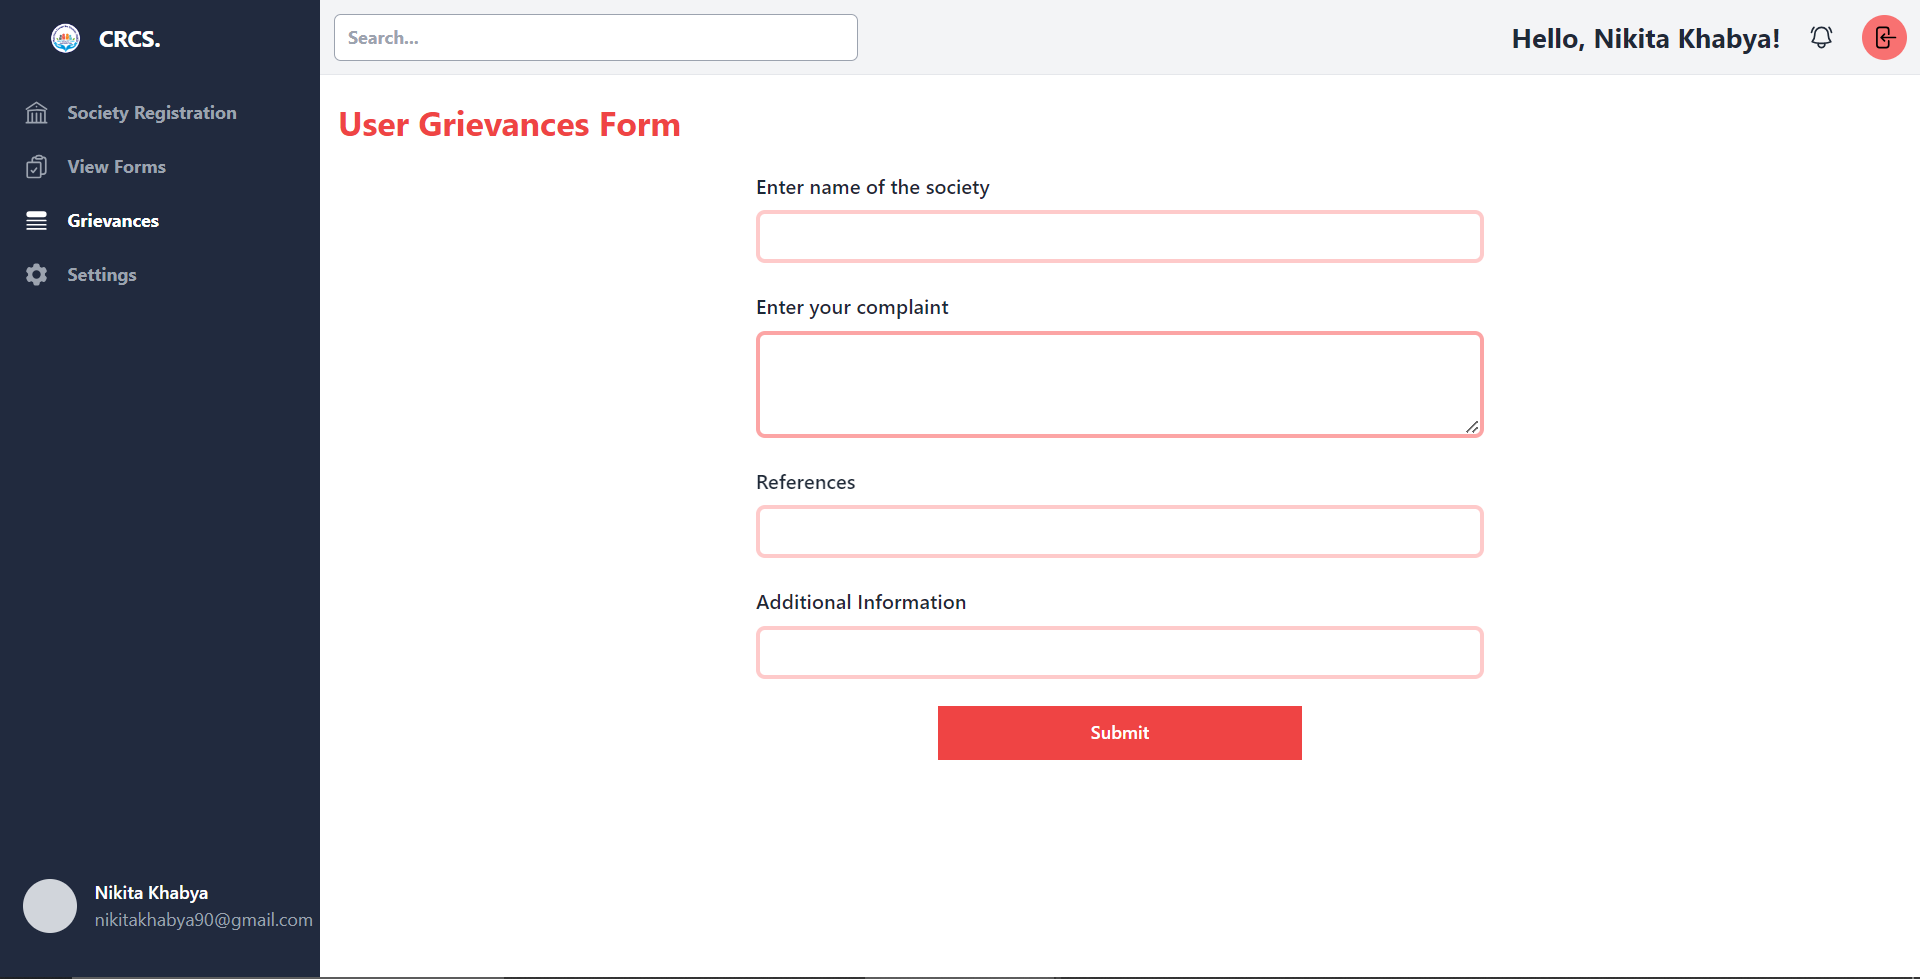 CRCS.
Society Registration
View Forms
Grievances
Settings
Nikita Khabya
nikitakhabya90@gmail.com
Search...
Hello, Nikita Khabya!
User Grievances Form
Enter name of the society
Enter your complaint
References
Additional Information
Submit